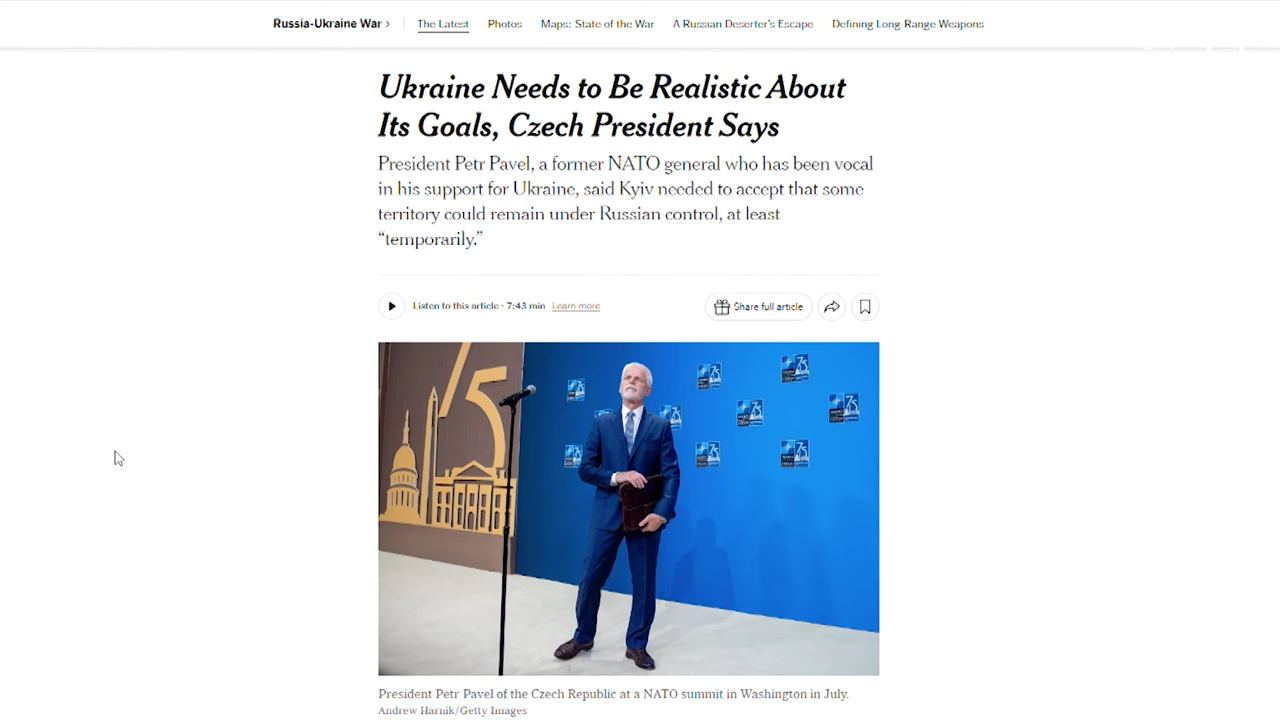 Russia-Ukraine War › The Latest Photos Maps: State of the War A Russian Deserter's Escape Defining Long-Range Weapons
Ukraine Needs to Be Realistic About
Its Goals, Czech President Says
President Petr Pavel, a former NATO general who has been vocal
in his support for Ukraine, said Kyiv needed to accept that some
territory could remain under Russian control, at least
“temporarily.”
Listen to this article · 7:43 min Learn more
Share full article
75
President Petr Pavel of the Czech Republic at a NATO summit in Washington in July.
Andrew Harnik/Getty Images